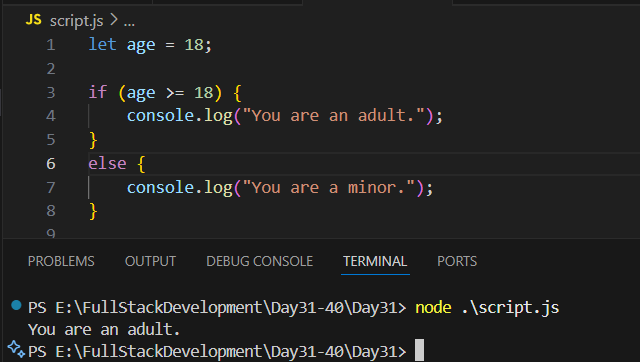 JS script.js > ...
1 let age = 18;
2
3 if (age >= 18) {
4     console.log("You are an adult.");
5 }
6 else {
7     console.log("You are a minor.");
8 }
9
PROBLEMS OUTPUT DEBUG CONSOLE TERMINAL PORTS
PS E:\FullStackDevelopment\Day31-40\Day31> node .\script.js
You are an adult.
PS E:\FullStackDevelopment\Day31-40\Day31>